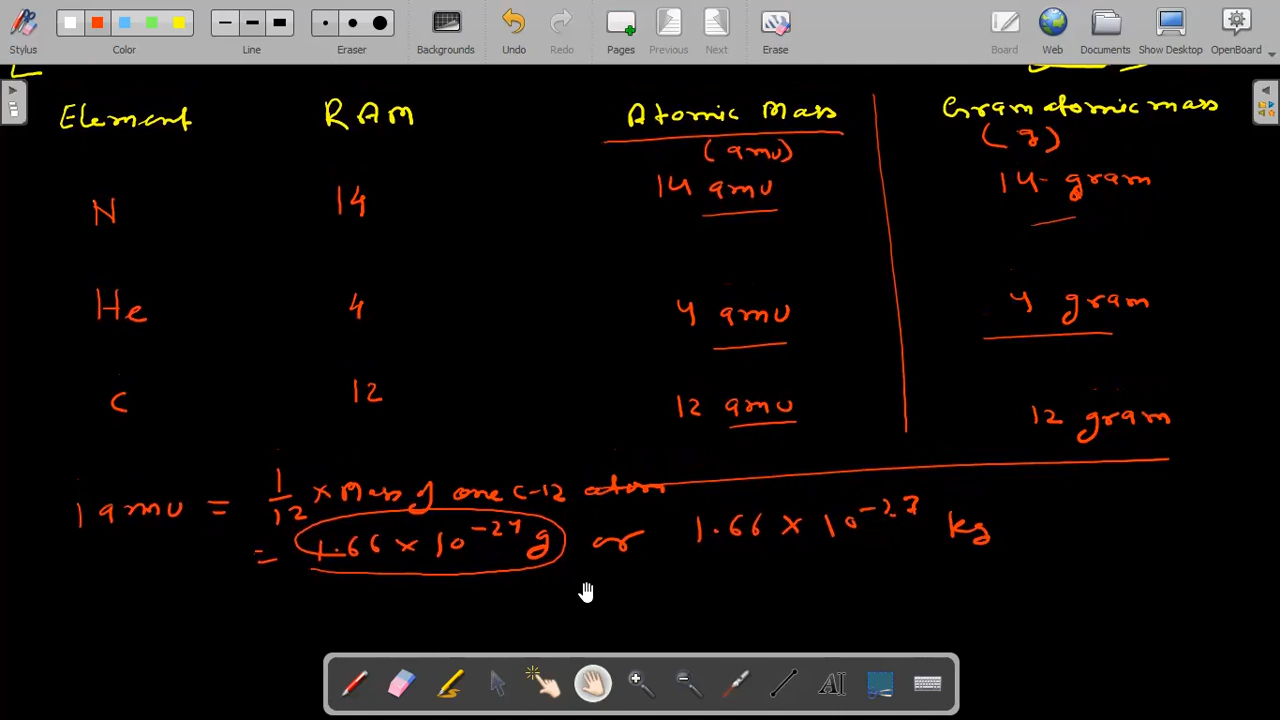 Stylus Color Line Eraser Backgrounds Undo Redo Pages Previous Next Erase Board Web Documents Show Desktop OpenBoard
Element RAM Atomic Mass Gram atomic mass
(amu) (g)
N 14 14 amu 14 gram
He 4 4 amu 4 gram
C 12 12 amu 12 gram
1 amu = 1/12 × Mass of one C-12 atom
= 1.66 × 10⁻²⁴ g or 1.66 × 10⁻²⁷ kg
AI